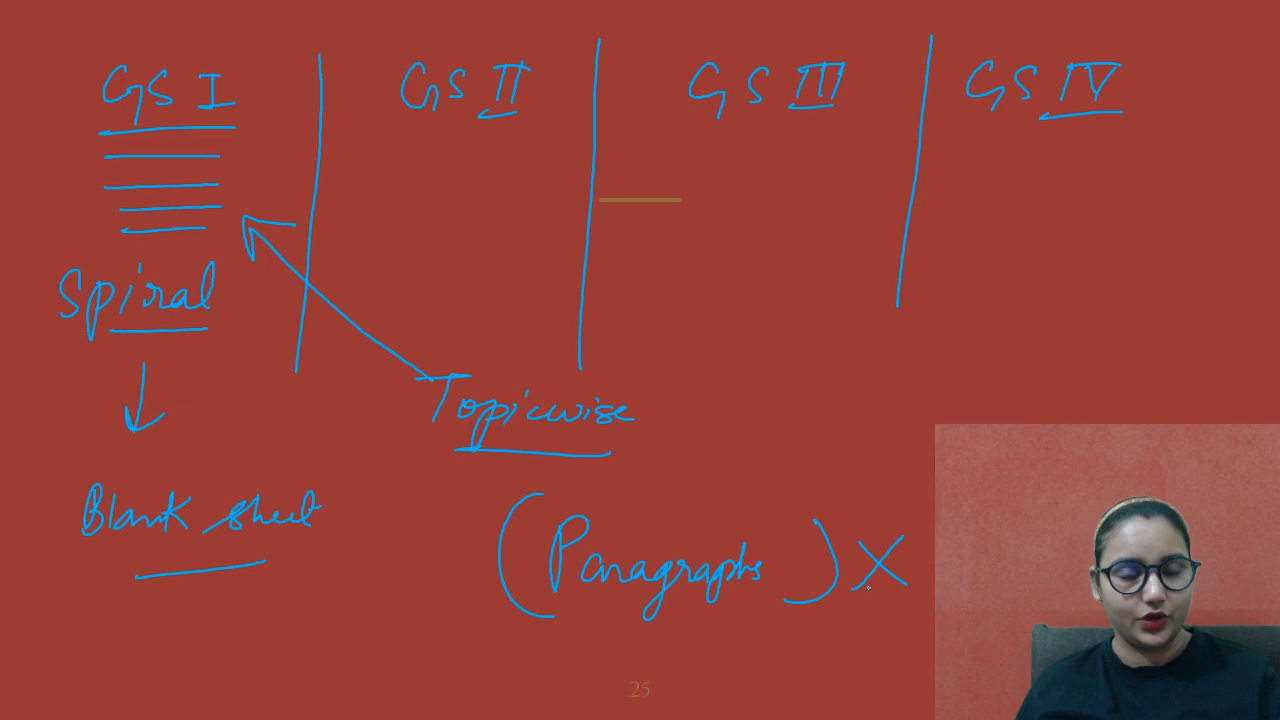 GS I
GS II
GS III
GS IV
Spiral
Topicwise
Blank sheet
(Paragraphs) X
25